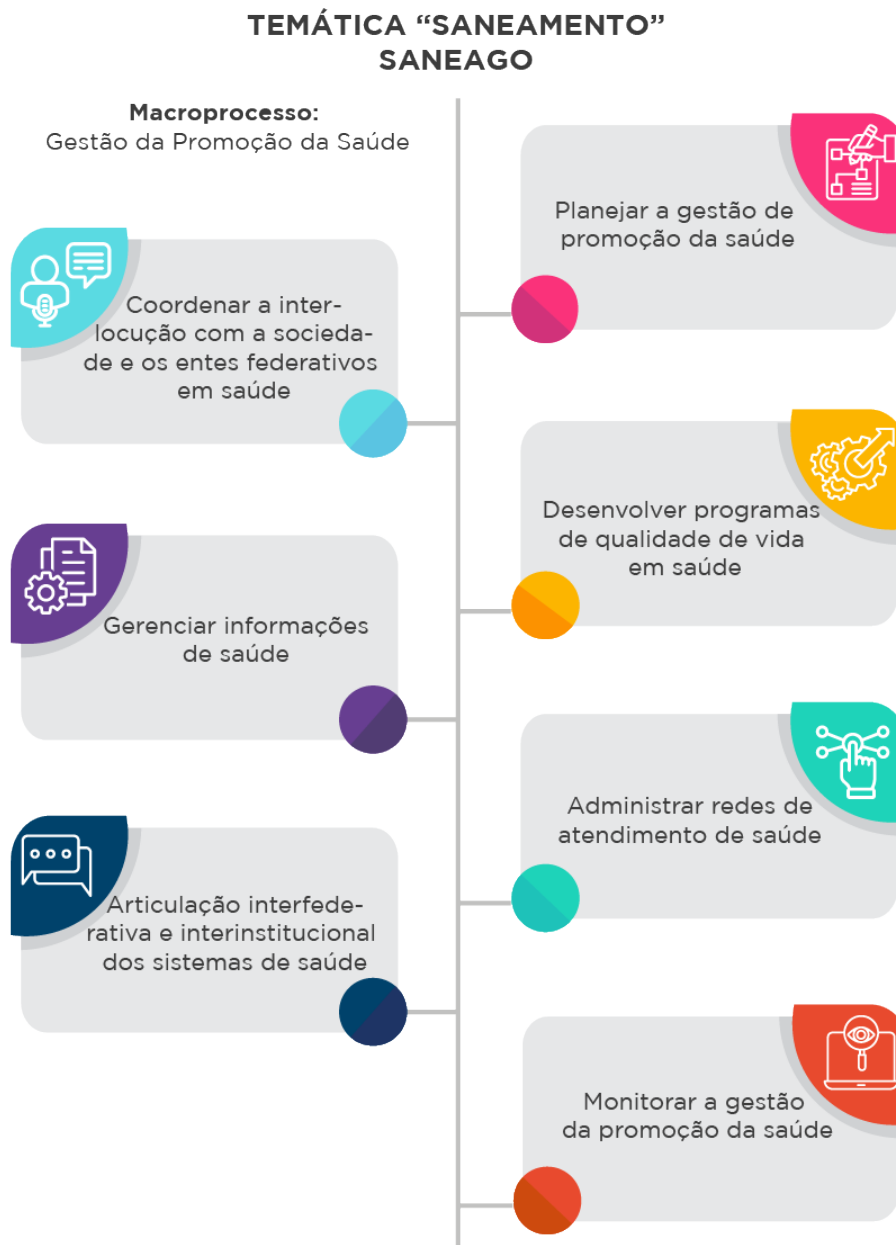 TEMÁTICA “SANEAMENTO”
SANEAGO
Macroprocesso:
Gestão da Promoção da Saúde
Planejar a gestão de
promoção da saúde
Coordenar a inter-
locução com a socieda-
de e os entes federativos
em saúde
Desenvolver programas
de qualidade de vida
em saúde
Gerenciar informações
de saúde
Administrar redes de
atendimento de saúde
Articulação interfede-
rativa e interinstitucional
dos sistemas de saúde
Monitorar a gestão
da promoção da saúde